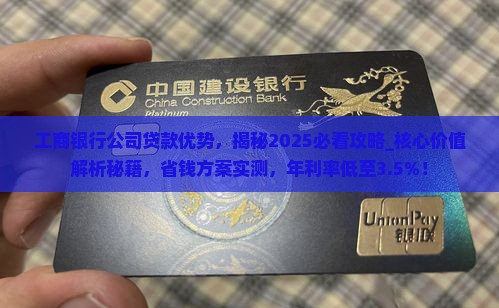 中国建设银行
China Construction Bank
Platinum
工商银行公司贷款优势，揭秘2025必看攻略_核心价值
解析秘籍，省钱方案实测，年利率低至3.5%！
UnionPay
银联